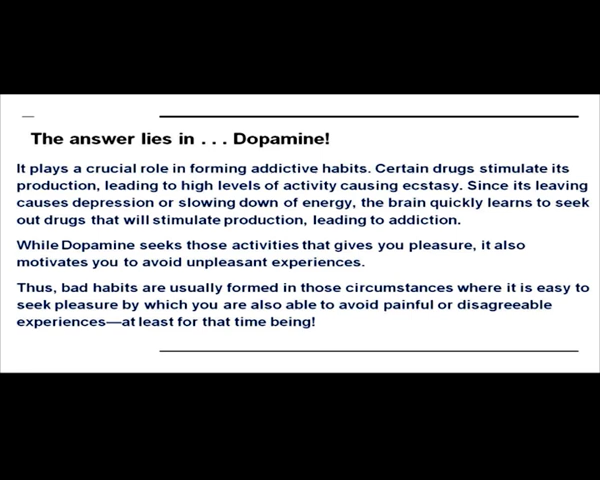 The answer lies in . . . Dopamine!
It plays a crucial role in forming addictive habits. Certain drugs stimulate its
production, leading to high levels of activity causing ecstasy. Since its leaving
causes depression or slowing down of energy, the brain quickly learns to seek
out drugs that will stimulate production, leading to addiction.
While Dopamine seeks those activities that gives you pleasure, it also
motivates you to avoid unpleasant experiences.
Thus, bad habits are usually formed in those circumstances where it is easy to
seek pleasure by which you are also able to avoid painful or disagreeable
experiences—at least for that time being!